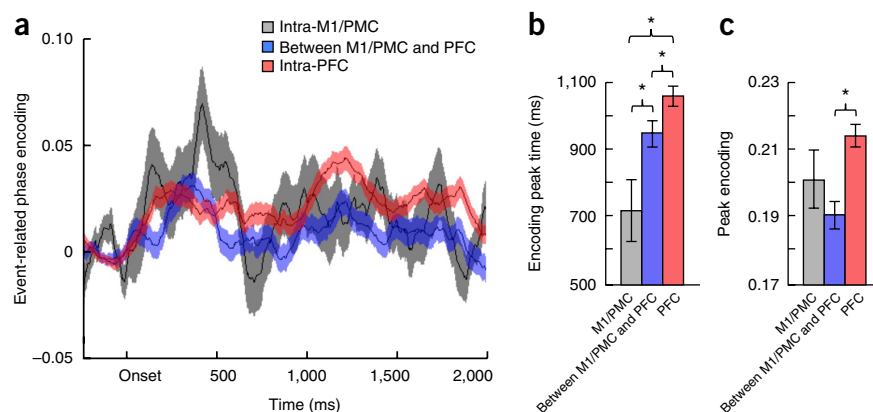 a
Intra-M1/PMC
Between M1/PMC and PFC
Intra-PFC
Event-related phase encoding
0.10
0.05
0
−0.05
Onset
500
1,000
1,500
2,000
Time (ms)
b
*
*
*
Encoding peak time (ms)
1,100
900
700
500
M1/PMC
Between M1/PMC and PFC
PFC
c
*
Peak encoding
0.23
0.21
0.19
0.17
M1/PMC
Between M1/PMC and PFC
PFC